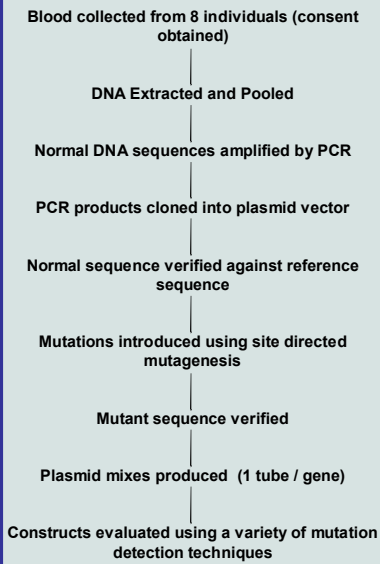 Blood collected from 8 individuals (consent
obtained)
DNA Extracted and Pooled
Normal DNA sequences amplified by PCR
PCR products cloned into plasmid vector
Normal sequence verified against reference
sequence
Mutations introduced using site directed
mutagenesis
Mutant sequence verified
Plasmid mixes produced (1 tube / gene)
Constructs evaluated using a variety of mutation
detection techniques